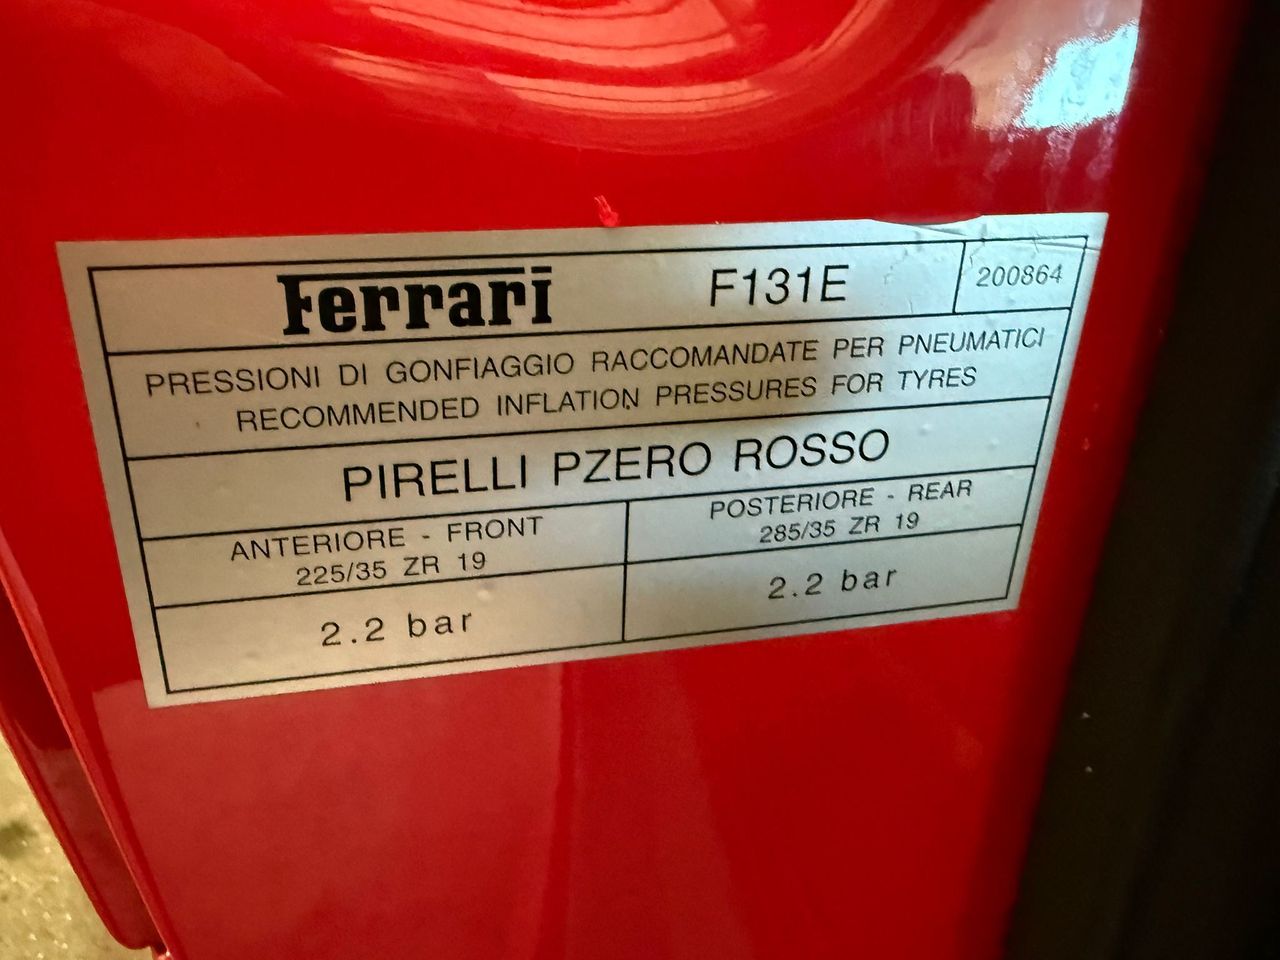 Ferrari F131E 200864
PRESSIONI DI GONFIAGGIO RACCOMANDATE PER PNEUMATICI
RECOMMENDED INFLATION PRESSURES FOR TYRES
PIRELLI PZERO ROSSO
ANTERIORE - FRONT
225/35 ZR 19
2.2 bar
POSTERIORE - REAR
285/35 ZR 19
2.2 bar